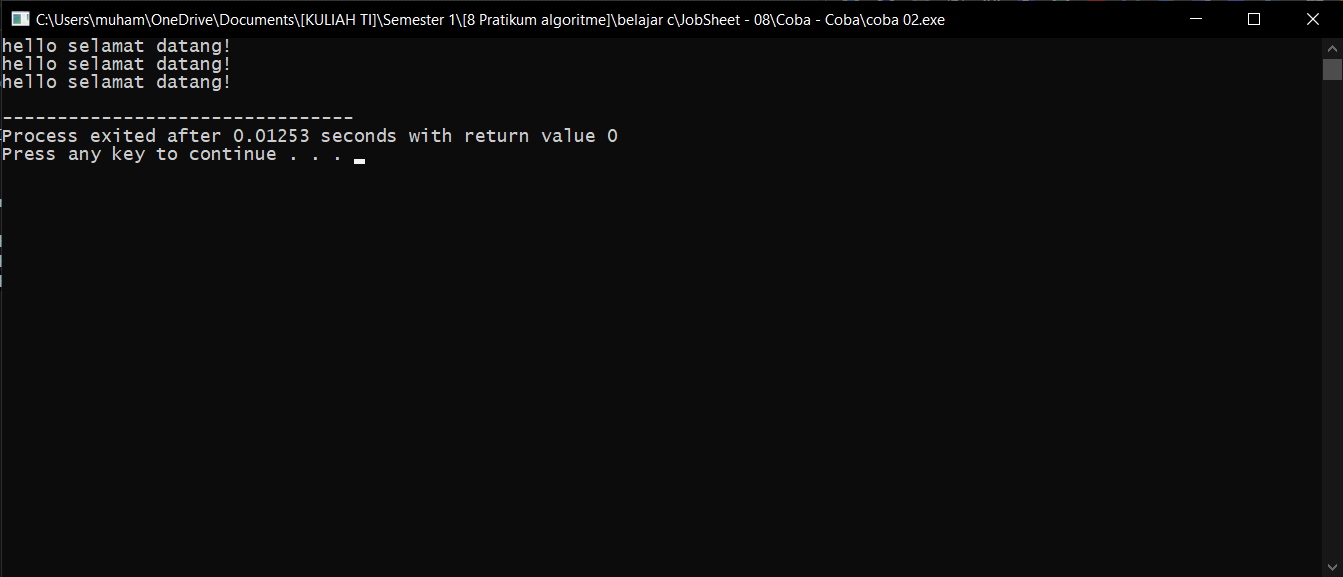 C:\Users\muham\OneDrive\Documents\[KULIAH TI]\Semester 1\[8 Pratikum algoritme]\belajar c\JobSheet - 08\Coba - Coba\coba 02.exe
hello selamat datang!
hello selamat datang!
hello selamat datang!
--------------------------------
Process exited after 0.01253 seconds with return value 0
Press any key to continue . . .